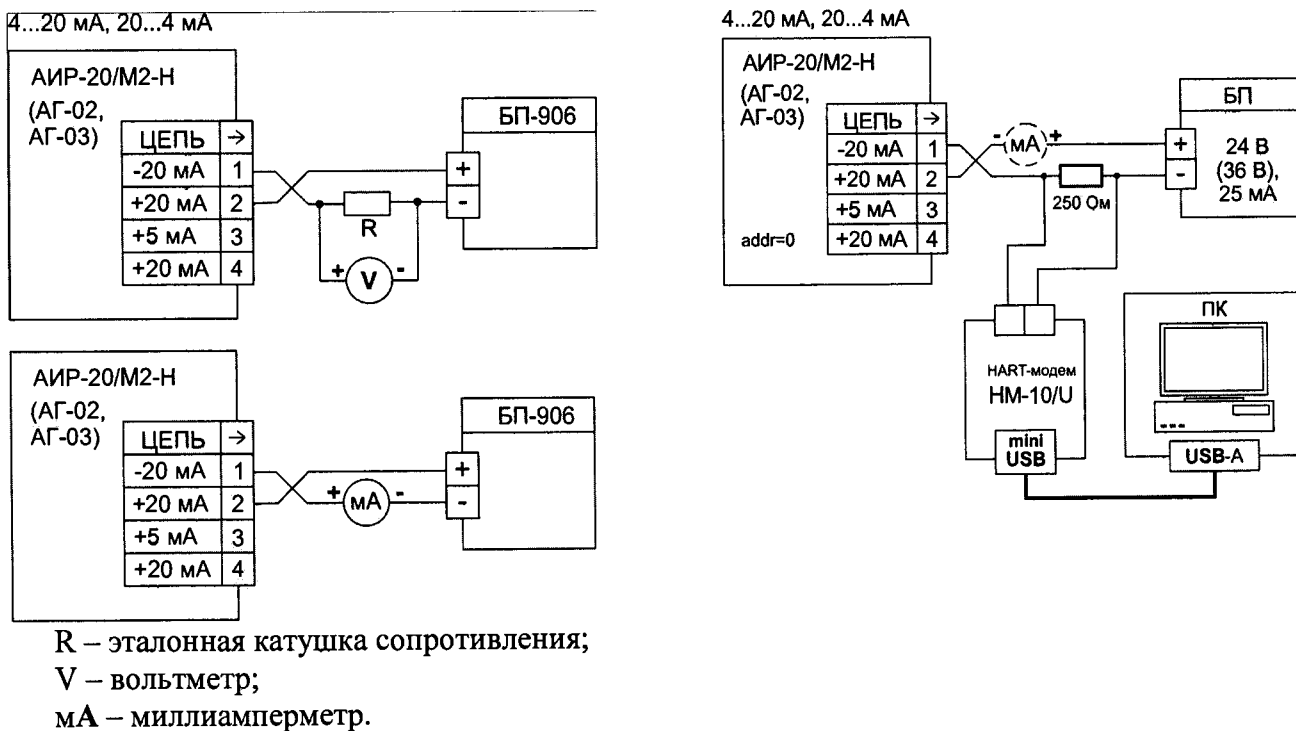 4...20 мА, 20...4 мА
АИР-20/М2-Н
(АГ-02,
АГ-03)
ЦЕПЬ →
-20 мА 1
+20 мА 2
+5 мА 3
+20 мА 4
БП-906
+
-
R
+ V -
АИР-20/М2-Н
(АГ-02,
АГ-03)
ЦЕПЬ →
-20 мА 1
+20 мА 2
+5 мА 3
+20 мА 4
БП-906
+
-
+ мА -
R – эталонная катушка сопротивления;
V – вольтметр;
мА – миллиамперметр.
4...20 мА, 20...4 мА
АИР-20/М2-Н
(АГ-02,
АГ-03)
ЦЕПЬ →
-20 мА 1
+20 мА 2
+5 мА 3
addr=0 +20 мА 4
- мА +
250 Ом
БП
+
-
24 В
(36 В),
25 мА
HART-модем
НМ-10/U
mini
USB
ПК
USB-A